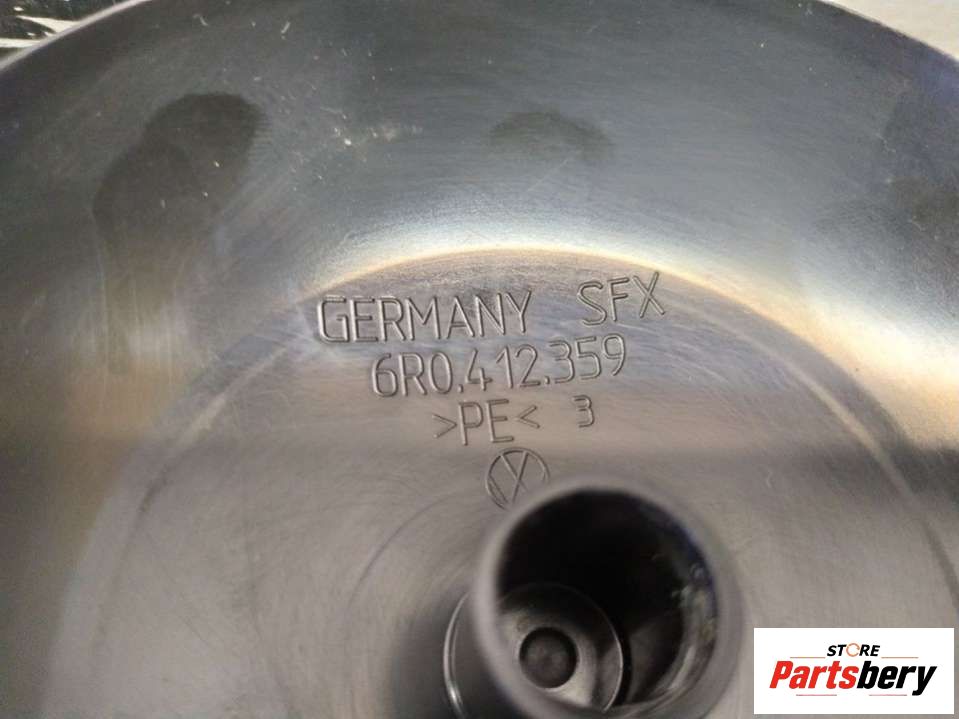 GERMANY SFX
6R0.412.359
>PE< 3
STORE
Partsbery